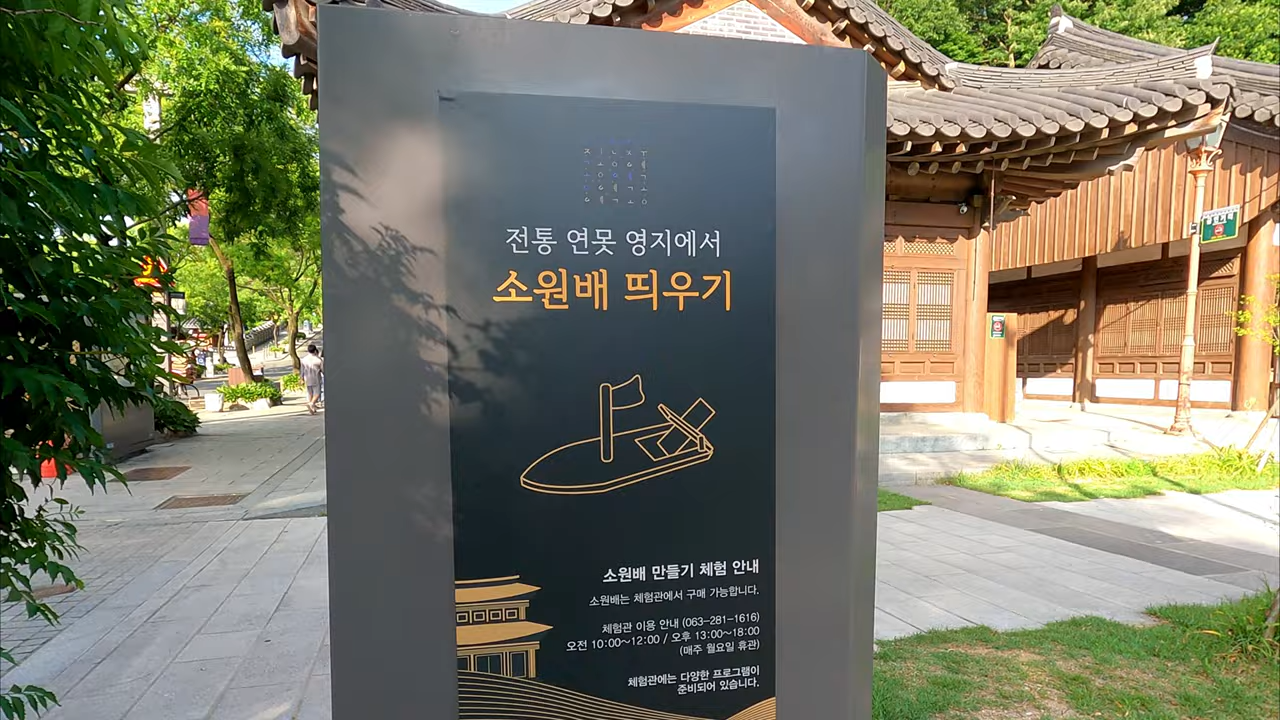 전통 연못 영지에서
소원배 띄우기
소원배 만들기 체험 안내
소원배는 체험관에서 구매 가능합니다.
체험관 이용 안내 (063-281-1616)
오전 10:00~12:00 / 오후 13:00~18:00
(매주 월요일 휴관)
체험관에는 다양한 프로그램이
준비되어 있습니다.